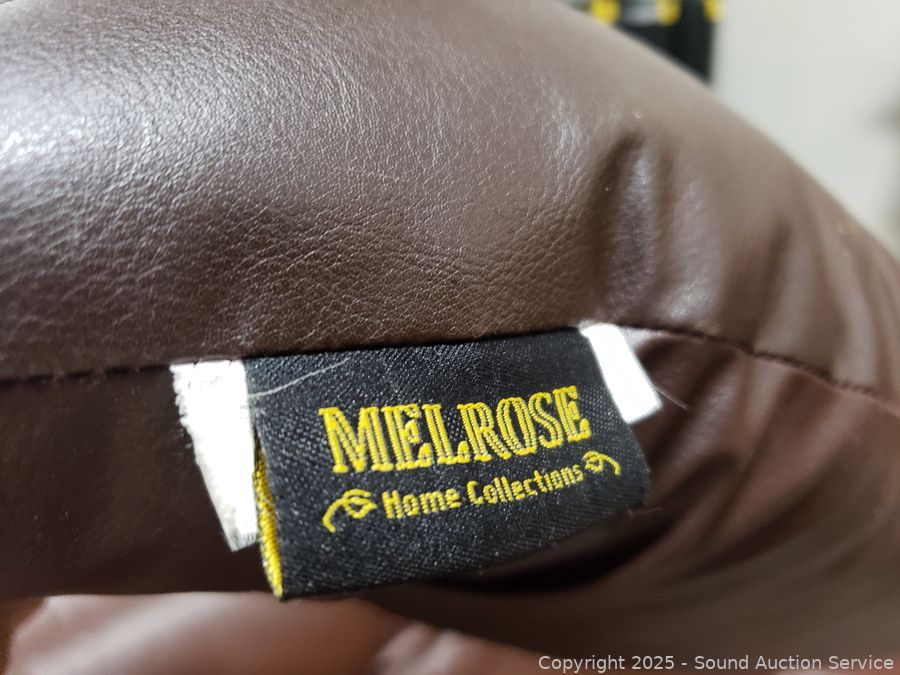 MELROSE
Home Collections
Copyright 2025 - Sound Auction Service